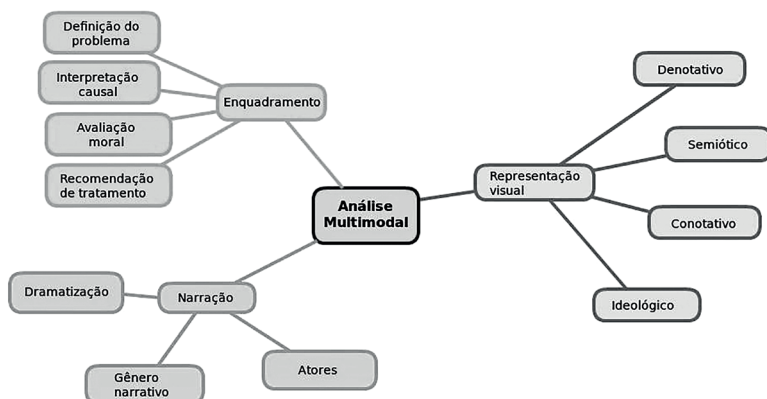 Definição do
problema
Interpretação
causal
Avaliação
moral
Recomendação
de tratamento
Enquadramento
Análise
Multimodal
Narração
Dramatização
Gênero
narrativo
Atores
Representação
visual
Denotativo
Semiótico
Conotativo
Ideológico